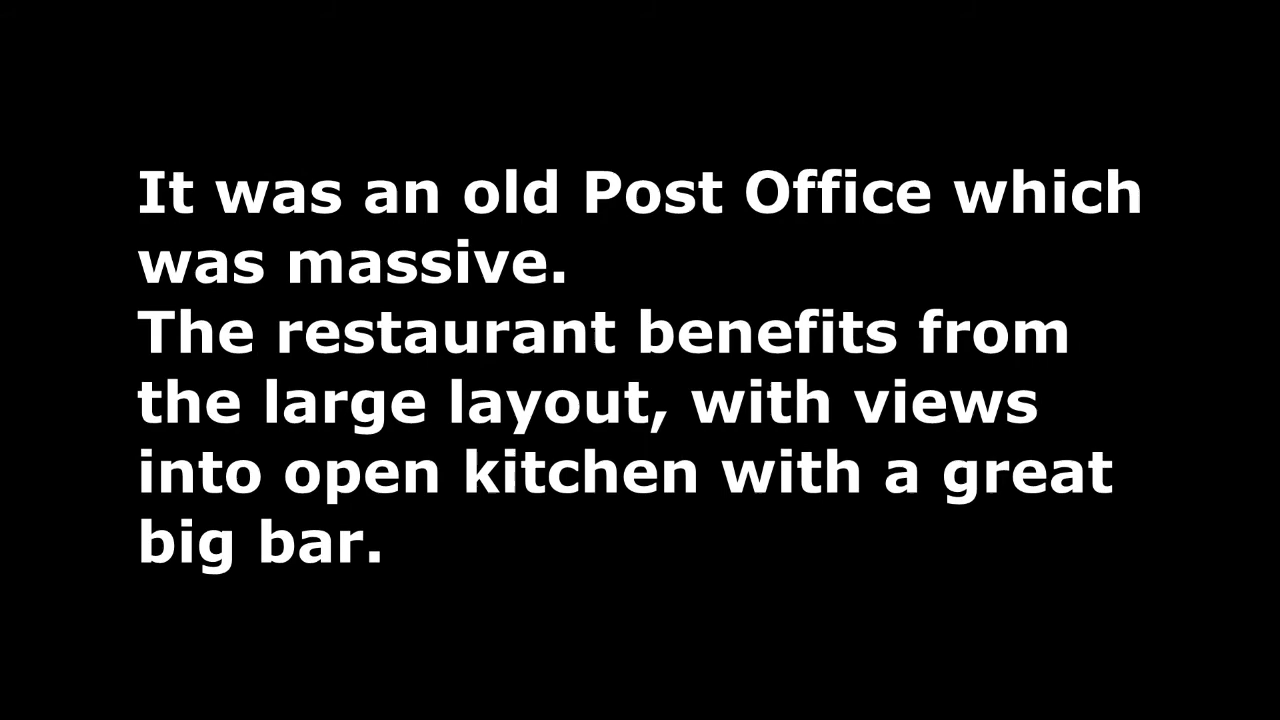 It was an old Post Office which
was massive.
The restaurant benefits from
the large layout, with views
into open kitchen with a great
big bar.